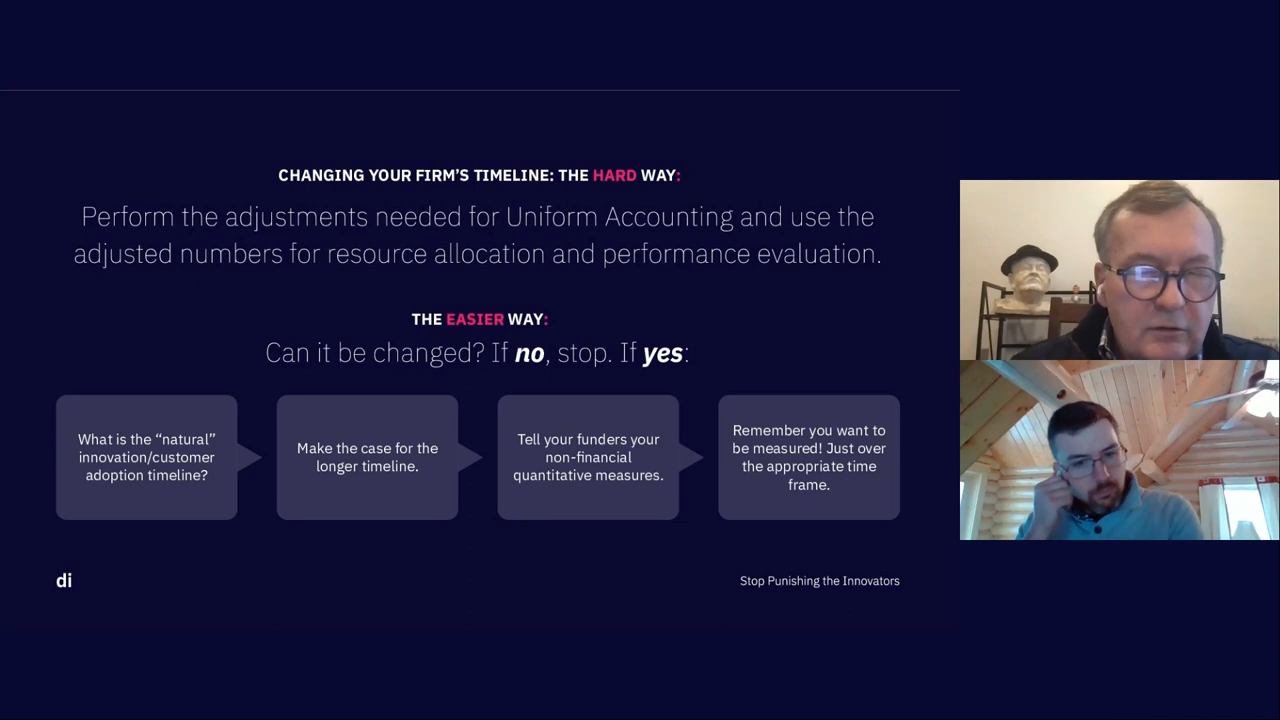 CHANGING YOUR FIRM’S TIMELINE: THE HARD WAY:
Perform the adjustments needed for Uniform Accounting and use the
adjusted numbers for resource allocation and performance evaluation.
THE EASIER WAY:
Can it be changed? If no, stop. If yes:
What is the “natural”
innovation/customer
adoption timeline?
Make the case for the
longer timeline.
Tell your funders your
non-financial
quantitative measures.
Remember you want to
be measured! Just over
the appropriate time
frame.
di
Stop Punishing the Innovators